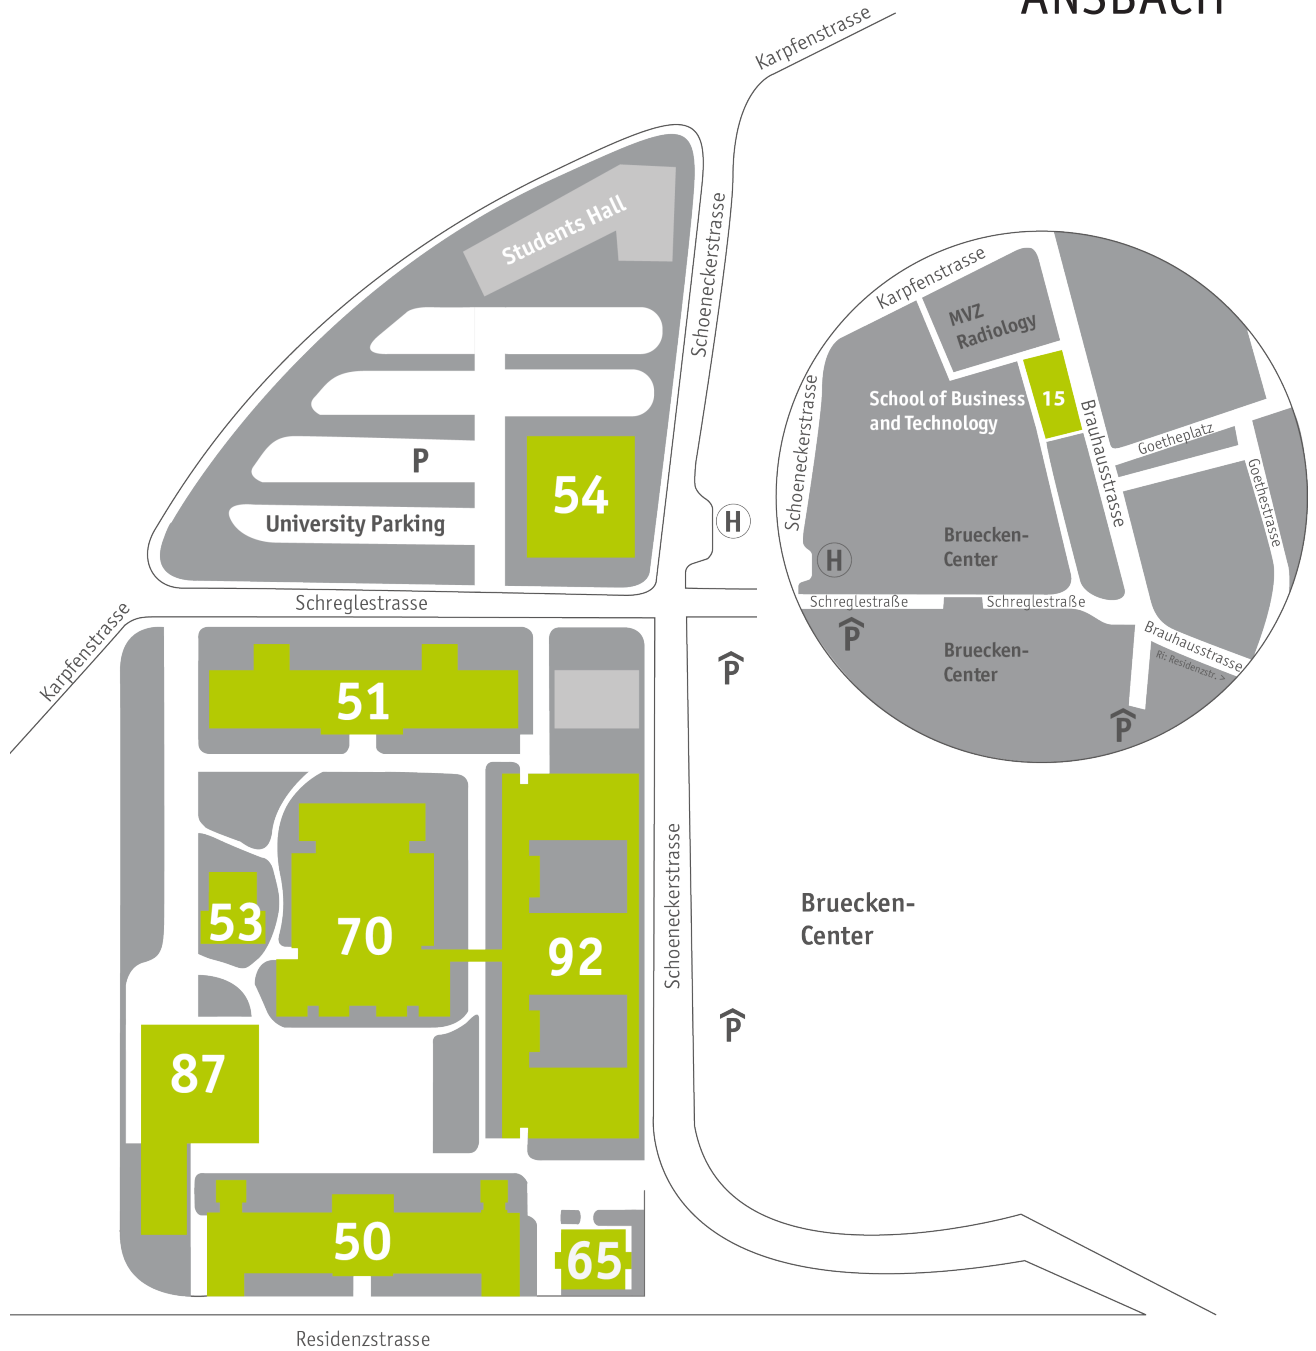 ANSBACH
Karpfenstrasse
Students Hall
Schoeneckerstrasse
P
University Parking
54
H
Schreglestrasse
Karpfenstrasse
Karpfenstrasse
MVZ
Radiology
School of Business
and Technology
15
Schoeneckerstrasse
Brauhausstrasse
Goetheplatz
Goethestrasse
Bruecken-
Center
H
Schreglestraße
Schreglestraße
P
Bruecken-
Center
Brauhausstrasse
Ri: Residenzstr. >
P
P
51
53
70
92
Schoeneckerstrasse
Bruecken-
Center
P
87
50
65
Residenzstrasse